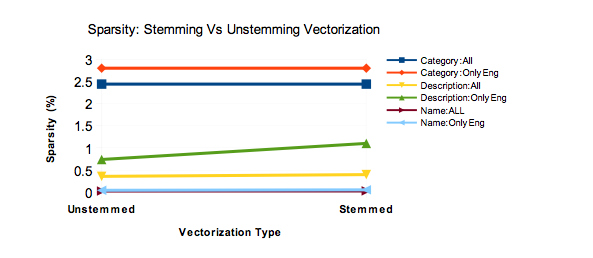 Sparsity: Stemming Vs Unstemming Vectorization
3
2.5
2
1.5
1
0.5
0
Sparsity (%)
Unstemmed
Stemmed
Vectorization Type
Category:All
Category:Only Eng
Description:All
Description:Only Eng
Name:ALL
Name:Only Eng